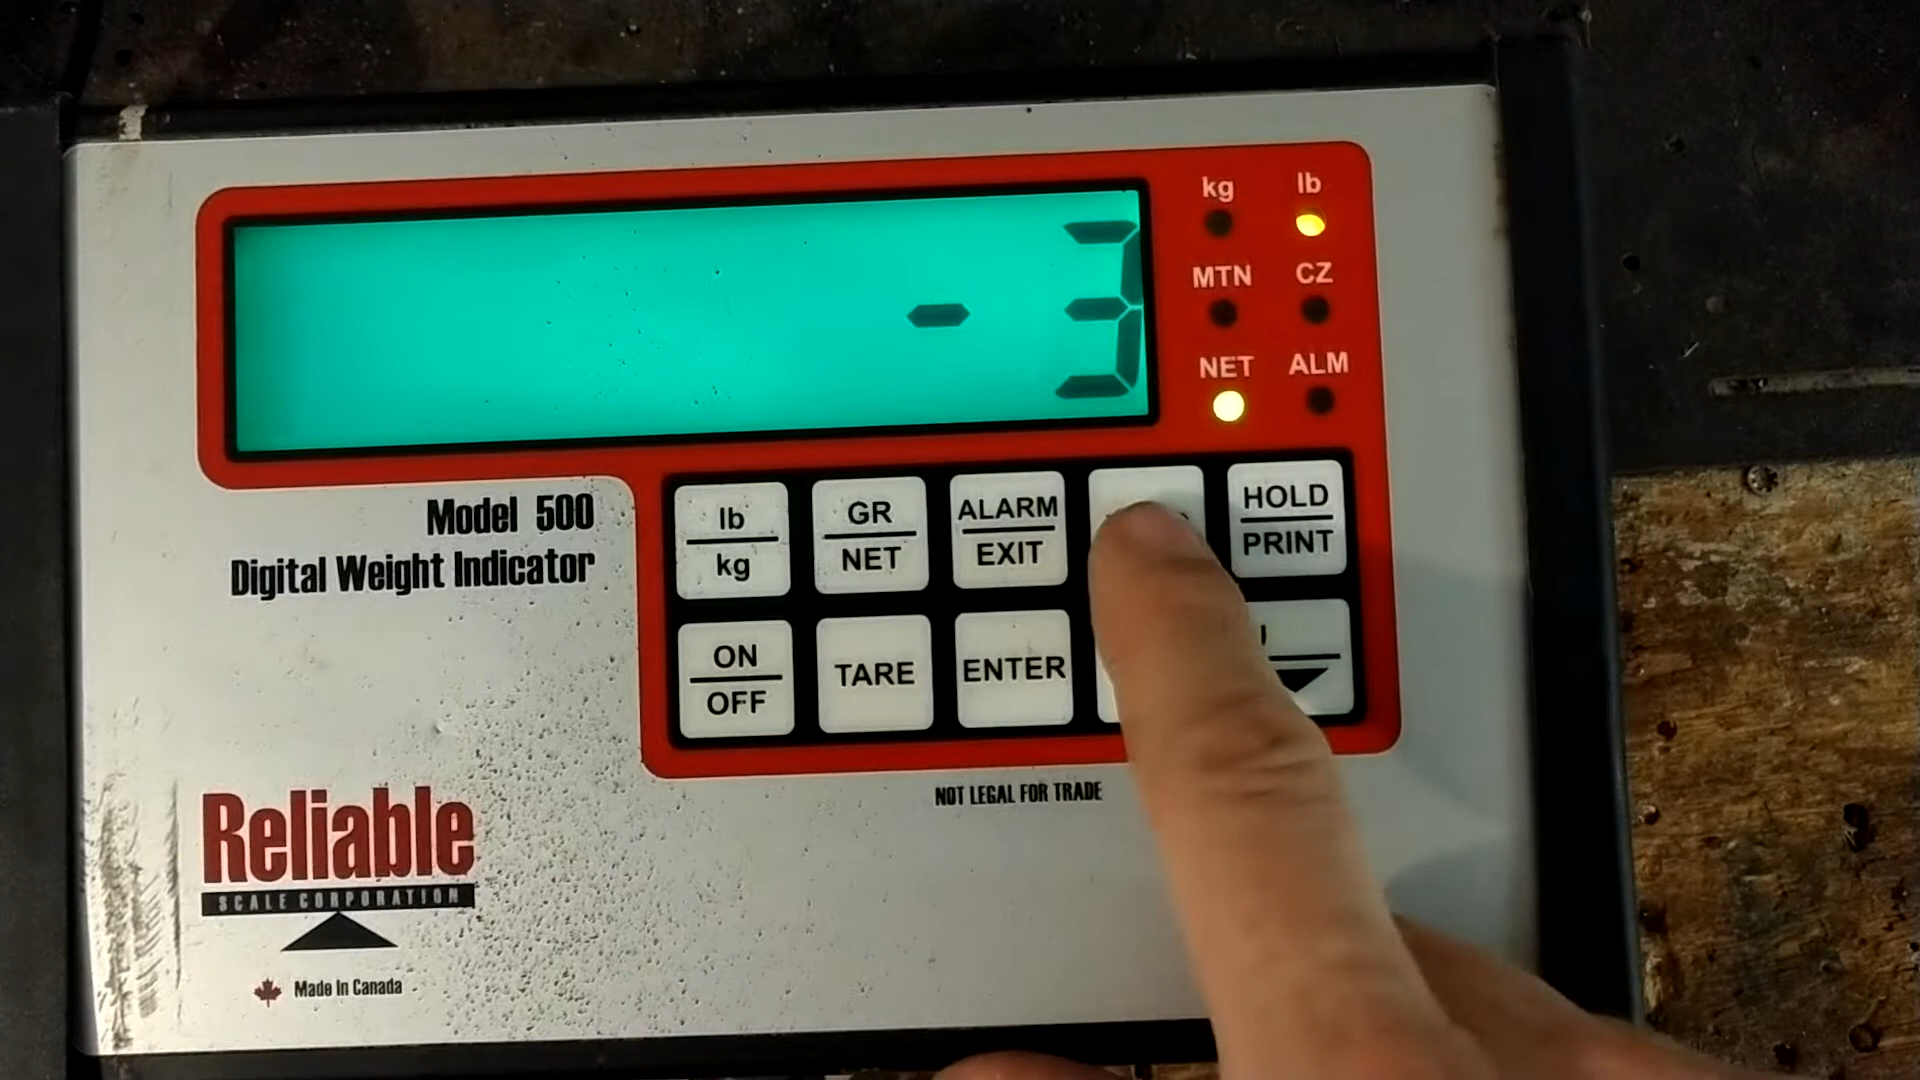 - 3
kg lb
MTN CZ
NET ALM
Model 500
Digital Weight Indicator
lb
kg
GR
NET
ALARM
EXIT
HOLD
PRINT
ON
OFF
TARE
ENTER
NOT LEGAL FOR TRADE
Reliable
SCALE CORPORATION
Made In Canada